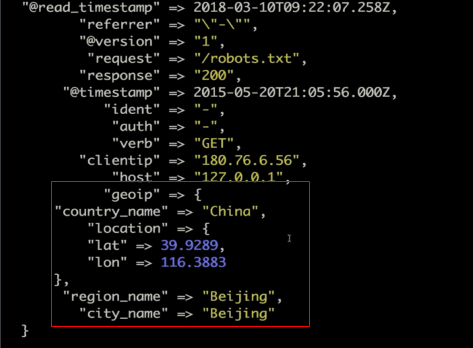 "@read_timestamp" => 2018-03-10T09:22:07.258Z,
"referrer" => "\"-\"",
"@version" => "1",
"request" => "/robots.txt",
"response" => "200",
"@timestamp" => 2015-05-20T21:05:56.000Z,
"ident" => "-",
"auth" => "-",
"verb" => "GET",
"clientip" => "180.76.6.56",
"host" => "127.0.0.1",
"geoip" => {
"country_name" => "China",
"location" => {
"lat" => 39.9289,
"lon" => 116.3883
},
"region_name" => "Beijing",
"city_name" => "Beijing"
}